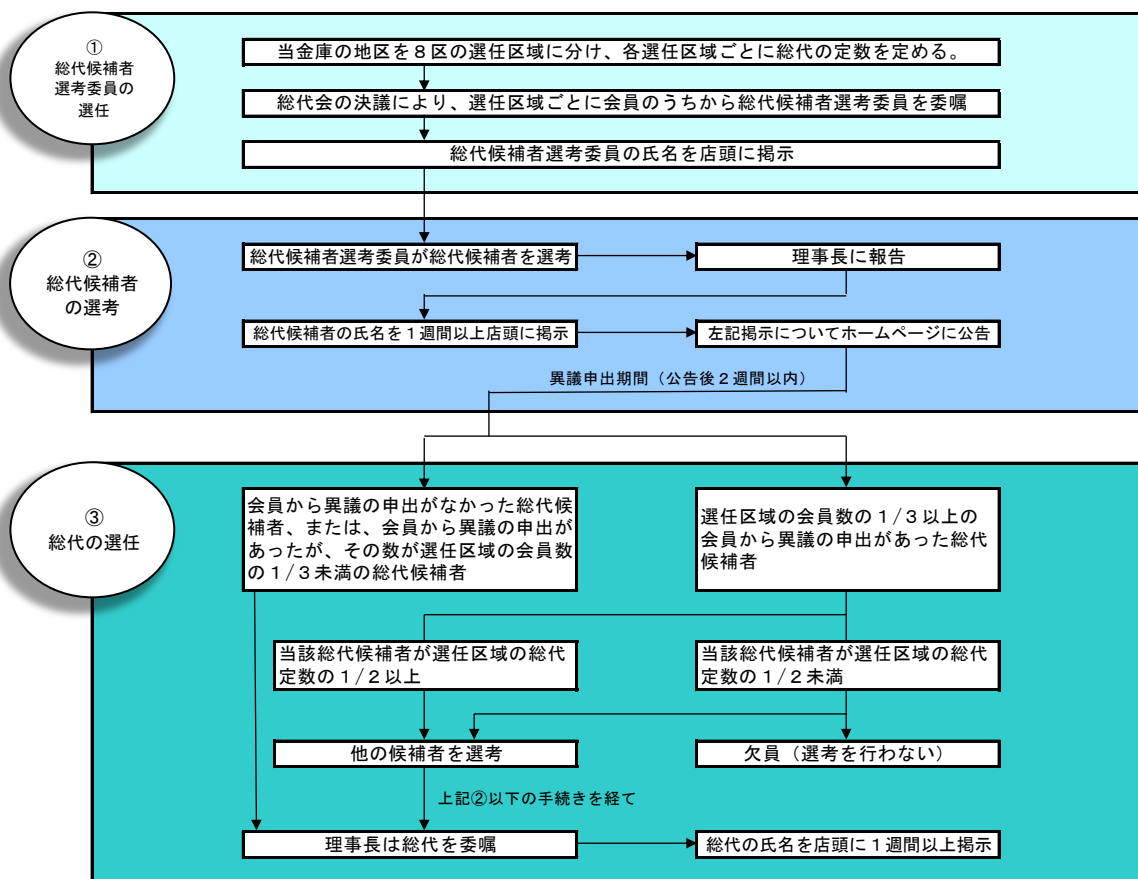 ①
総代候補者
選考委員の
選任
当金庫の地区を８区の選任区域に分け、各選任区域ごとに総代の定数を定める。
総代会の決議により、選任区域ごとに会員のうちから総代候補者選考委員を委嘱
総代候補者選考委員の氏名を店頭に掲示
②
総代候補者
の選考
総代候補者選考委員が総代候補者を選考
理事長に報告
総代候補者の氏名を１週間以上店頭に掲示
左記掲示についてホームページに公告
異議申出期間（公告後２週間以内）
③
総代の選任
会員から異議の申出がなかった総代候
補者、または、会員から異議の申出が
あったが、その数が選任区域の会員数
の１/３未満の総代候補者
選任区域の会員数の１/３以上の
会員から異議の申出があった総代
候補者
当該総代候補者が選任区域の総代
定数の１/２以上
当該総代候補者が選任区域の総代
定数の１/２未満
他の候補者を選考
欠員（選考を行わない）
上記②以下の手続きを経て
理事長は総代を委嘱
総代の氏名を店頭に１週間以上掲示